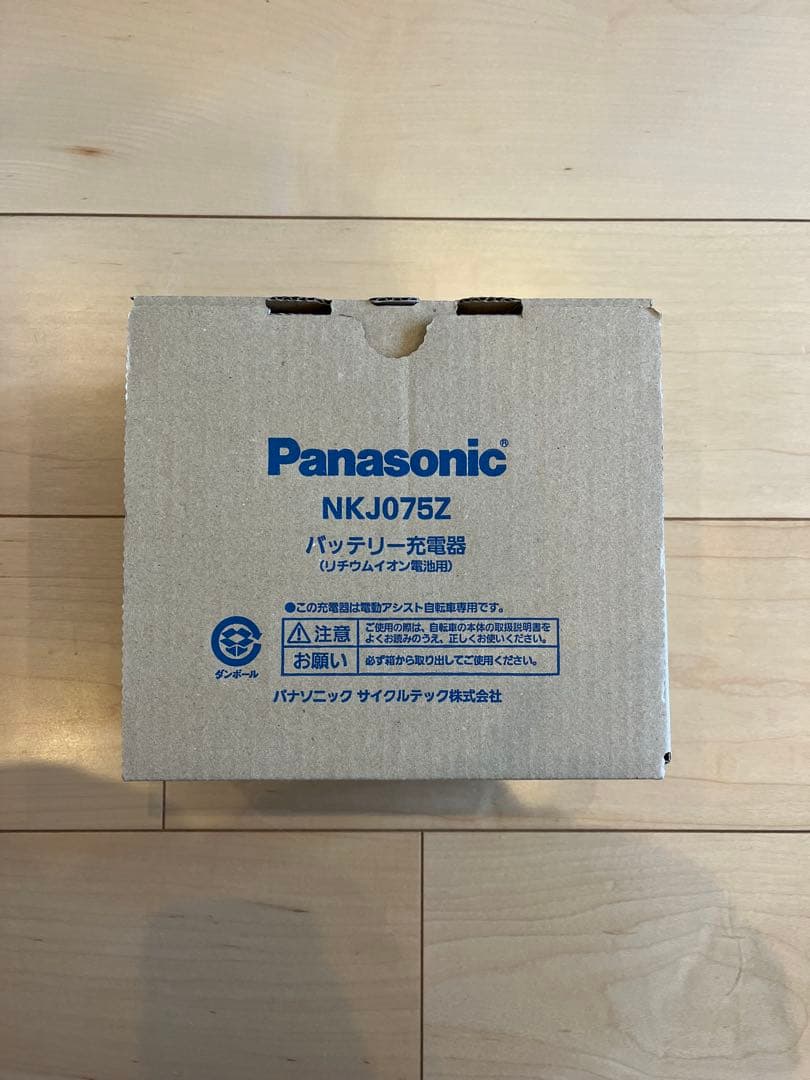 Panasonic®
NKJ075Z
バッテリー充電器
(リチウムイオン電池用)
●この充電器は電動アシスト自転車専用です。
注意 ご使用の際は、自転車の本体の取扱説明書を
よくお読みのうえ、正しくお使いください。
お願い 必ず箱から取り出してご使用ください。
ダンボール
パナソニック サイクルテック株式会社